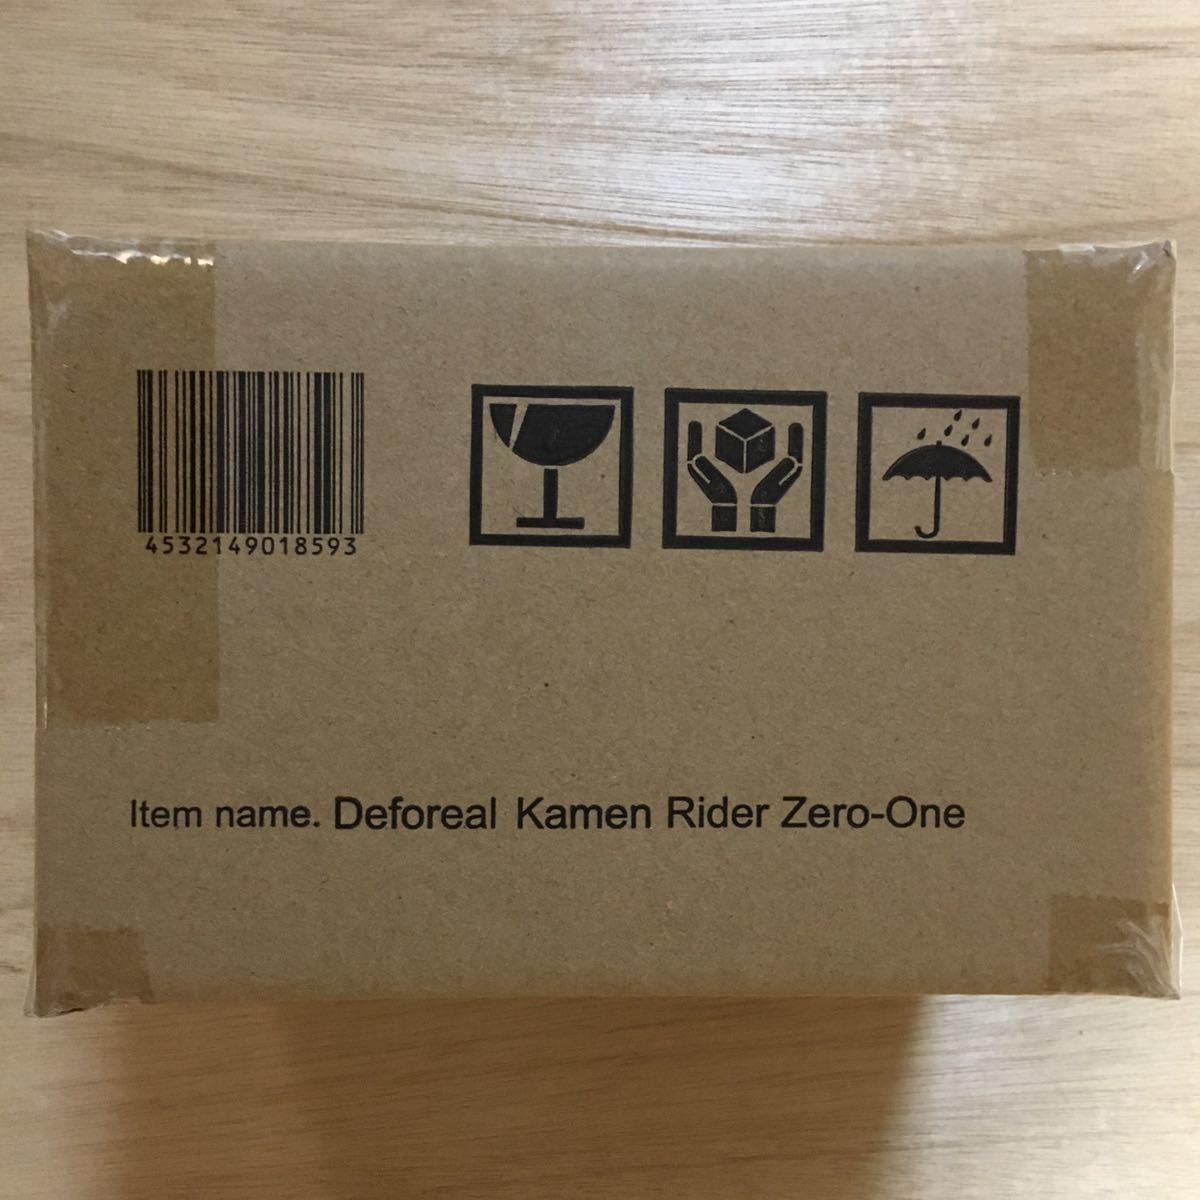 4532149018593
Item name. Deforeal Kamen Rider Zero-One